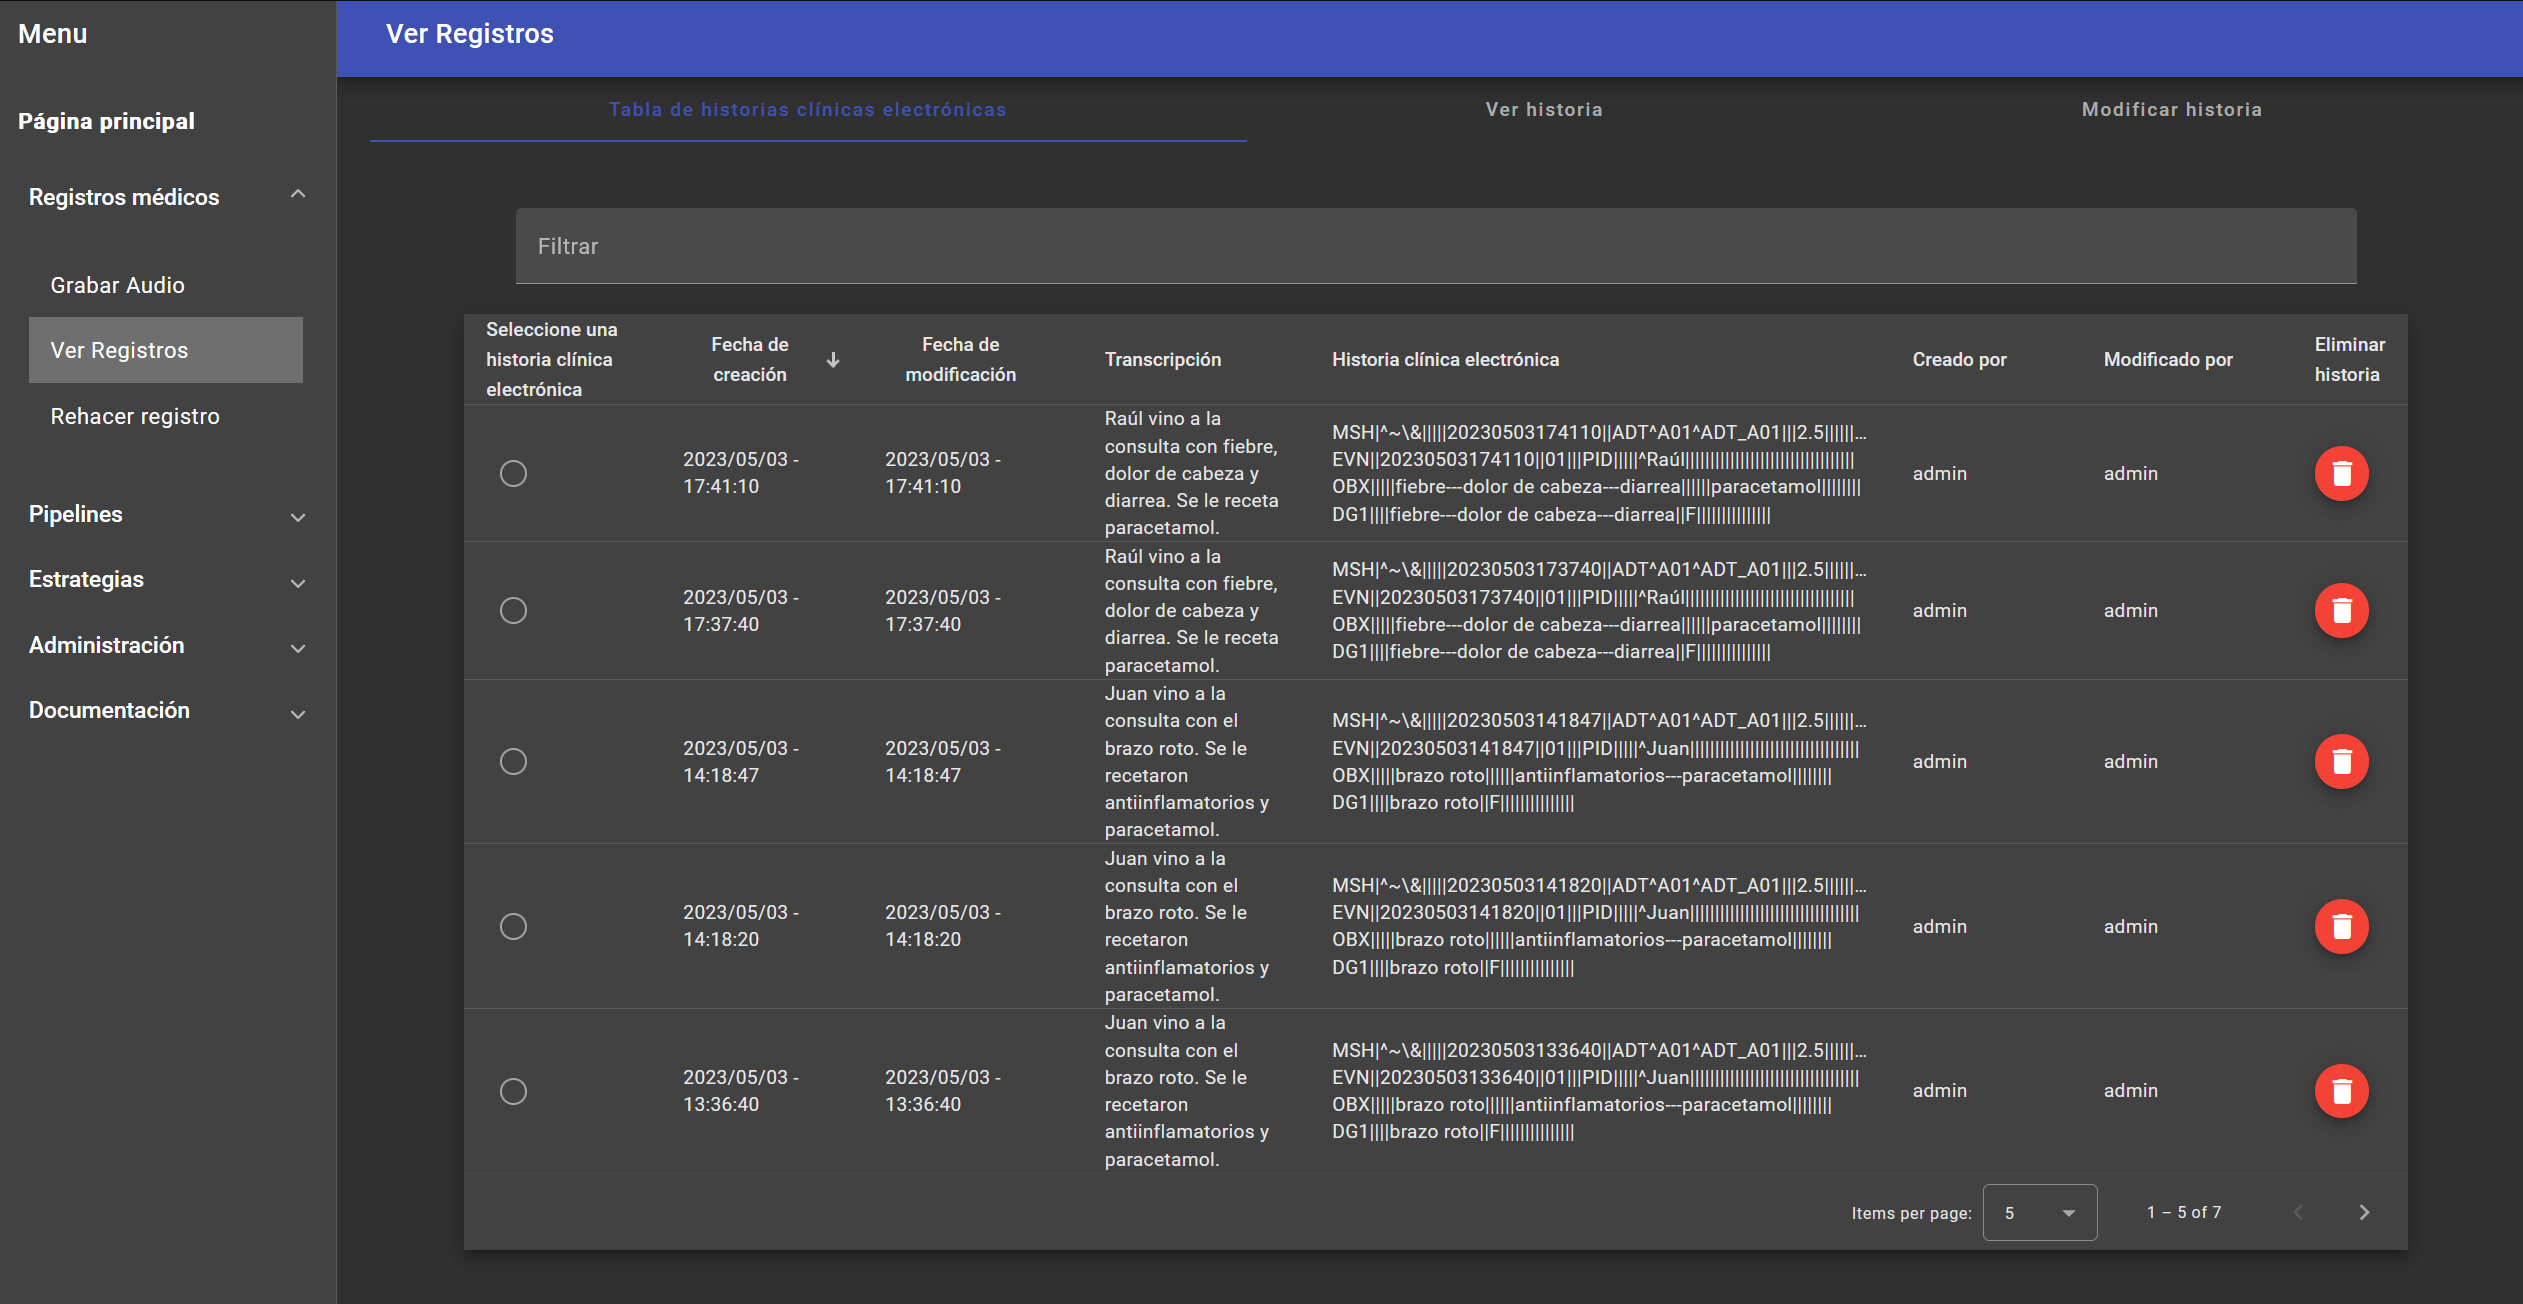 Menu
Página principal
Registros médicos
Grabar Audio
Ver Registros
Rehacer registro
Pipelines
Estrategias
Administración
Documentación
Ver Registros
Tabla de historias clínicas electrónicas
Ver historia
Modificar historia
Filtrar
Seleccione una
historia clínica
electrónica
Fecha de
creación
Fecha de
modificación
Transcripción
Historia clínica electrónica
Creado por
Modificado por
Eliminar
historia
2023/05/03 -
17:41:10
2023/05/03 -
17:41:10
Raúl vino a la
consulta con fiebre,
dolor de cabeza y
diarrea. Se le receta
paracetamol.
MSH|^~\&|||||20230503174110||ADT^A01^ADT_A01|||2.5||||||...
EVN||20230503174110||01|||PID|||||^Raúl||||||||||||||||||||||||||||||||||
OBX|||||fiebre---dolor de cabeza---diarrea||||||paracetamol||||||||
DG1||||fiebre---dolor de cabeza---diarrea||F|||||||||||||||
admin
admin
2023/05/03 -
17:37:40
2023/05/03 -
17:37:40
Raúl vino a la
consulta con fiebre,
dolor de cabeza y
diarrea. Se le receta
paracetamol.
MSH|^~\&|||||20230503173740||ADT^A01^ADT_A01|||2.5||||||...
EVN||20230503173740||01|||PID|||||^Raúl||||||||||||||||||||||||||||||||||
OBX|||||fiebre---dolor de cabeza---diarrea||||||paracetamol||||||||
DG1||||fiebre---dolor de cabeza---diarrea||F|||||||||||||||
admin
admin
2023/05/03 -
14:18:47
2023/05/03 -
14:18:47
Juan vino a la
consulta con el
brazo roto. Se le
recetaron
antiinflamatorios y
paracetamol.
MSH|^~\&|||||20230503141847||ADT^A01^ADT_A01|||2.5||||||...
EVN||20230503141847||01|||PID|||||^Juan||||||||||||||||||||||||||||||||||
OBX|||||brazo roto||||||antiinflamatorios---paracetamol||||||||
DG1||||brazo roto||F|||||||||||||||
admin
admin
2023/05/03 -
14:18:20
2023/05/03 -
14:18:20
Juan vino a la
consulta con el
brazo roto. Se le
recetaron
antiinflamatorios y
paracetamol.
MSH|^~\&|||||20230503141820||ADT^A01^ADT_A01|||2.5||||||...
EVN||20230503141820||01|||PID|||||^Juan||||||||||||||||||||||||||||||||||
OBX|||||brazo roto||||||antiinflamatorios---paracetamol||||||||
DG1||||brazo roto||F|||||||||||||||
admin
admin
2023/05/03 -
13:36:40
2023/05/03 -
13:36:40
Juan vino a la
consulta con el
brazo roto. Se le
recetaron
antiinflamatorios y
paracetamol.
MSH|^~\&|||||20230503133640||ADT^A01^ADT_A01|||2.5||||||...
EVN||20230503133640||01|||PID|||||^Juan||||||||||||||||||||||||||||||||||
OBX|||||brazo roto||||||antiinflamatorios---paracetamol||||||||
DG1||||brazo roto||F|||||||||||||||
admin
admin
Items per page:
5
1 – 5 of 7